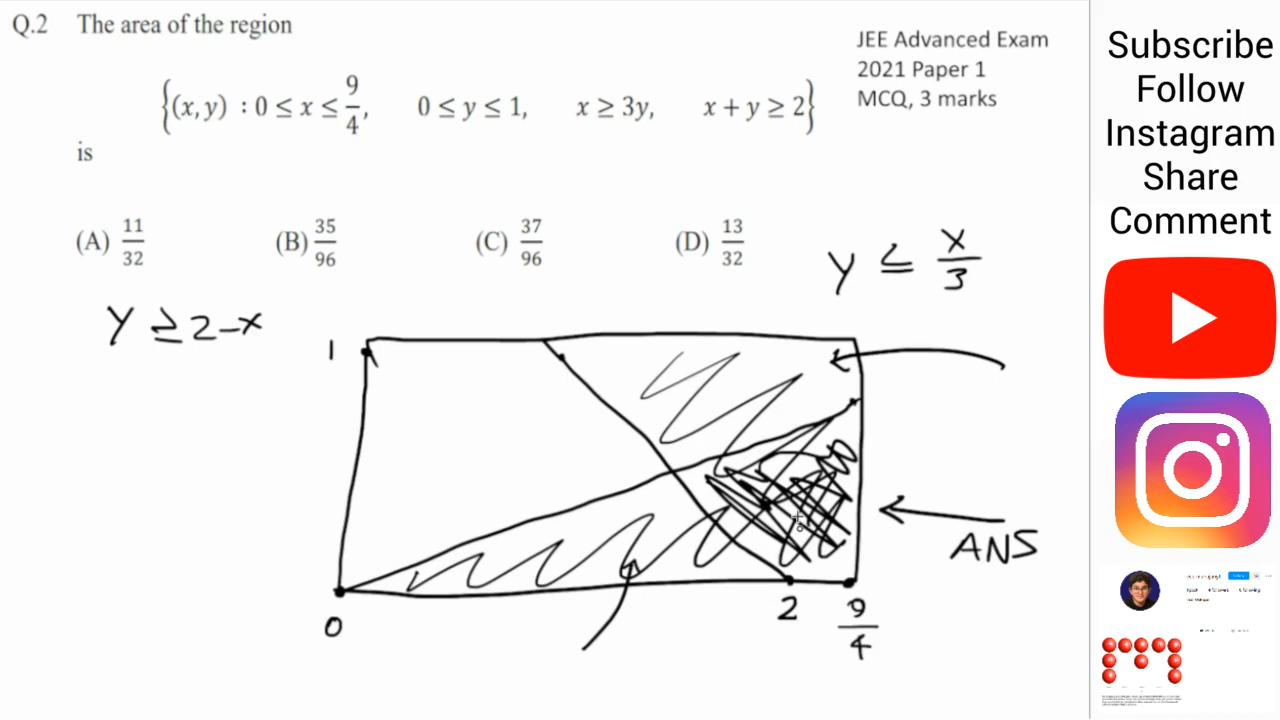 Q.2 The area of the region
{(x, y) : 0 ≤ x ≤ 9/4, 0 ≤ y ≤ 1, x ≥ 3y, x + y ≥ 2}
is
JEE Advanced Exam
2021 Paper 1
MCQ, 3 marks
(A) 11/32 (B) 35/96 (C) 37/96 (D) 13/32
y ≤ x/3
y ≥ 2-x
1
ANS
0
2
9/4
Subscribe
Follow
Instagram
Share
Comment